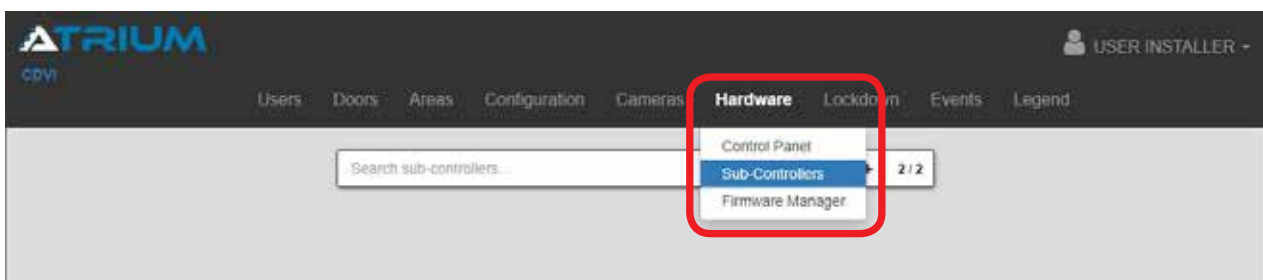 ATRIUM
CDVI
USER INSTALLER
Users Doors Areas Configuration Cameras Hardware Lockdown Events Legend
Search sub-controllers... + 2 / 2
Control Panel
Sub-Controllers
Firmware Manager